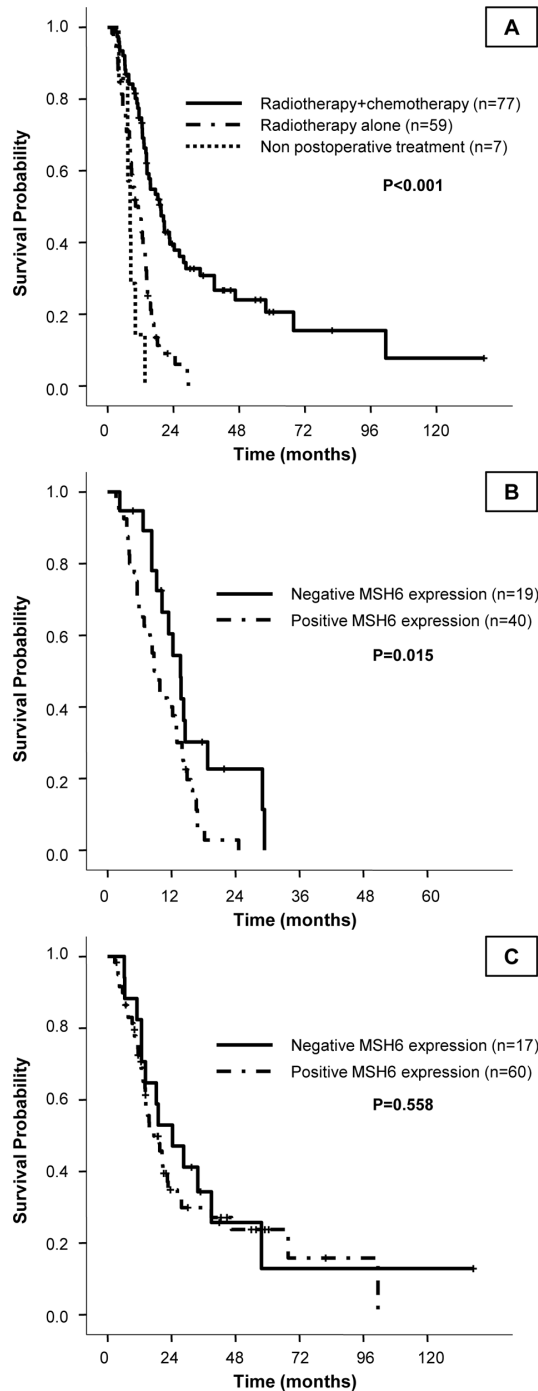 A
1.0
0.8
0.6
0.4
0.2
0.0
Survival Probability
Radiotherapy+chemotherapy (n=77)
Radiotherapy alone (n=59)
Non postoperative treatment (n=7)
P<0.001
0 24 48 72 96 120
Time (months)
B
1.0
0.8
0.6
0.4
0.2
0.0
Survival Probability
Negative MSH6 expression (n=19)
Positive MSH6 expression (n=40)
P=0.015
0 12 24 36 48 60
Time (months)
C
1.0
0.8
0.6
0.4
0.2
0.0
Survival Probability
Negative MSH6 expression (n=17)
Positive MSH6 expression (n=60)
P=0.558
0 24 48 72 96 120
Time (months)